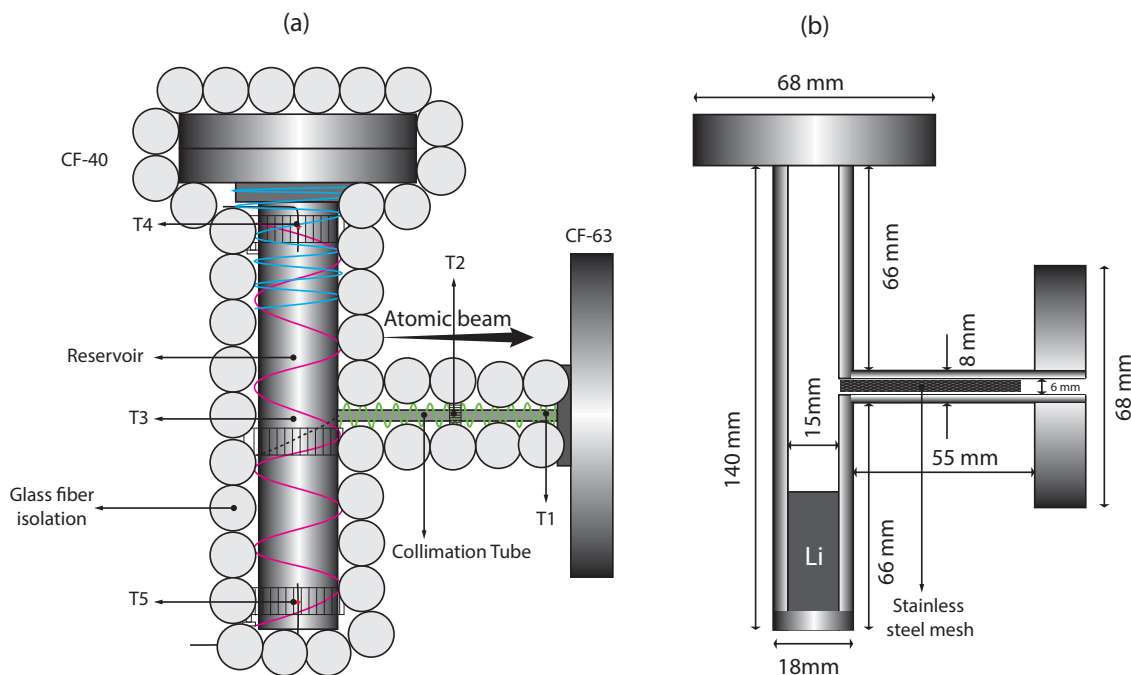 (a)
CF-40
T4
Reservoir
T3
Glass fiber
isolation
T5
Atomic beam
T2
CF-63
T1
Collimation Tube
(b)
68 mm
66 mm
8 mm
6 mm
68 mm
15mm
140 mm
55 mm
Li
66 mm
Stainless
steel mesh
18mm